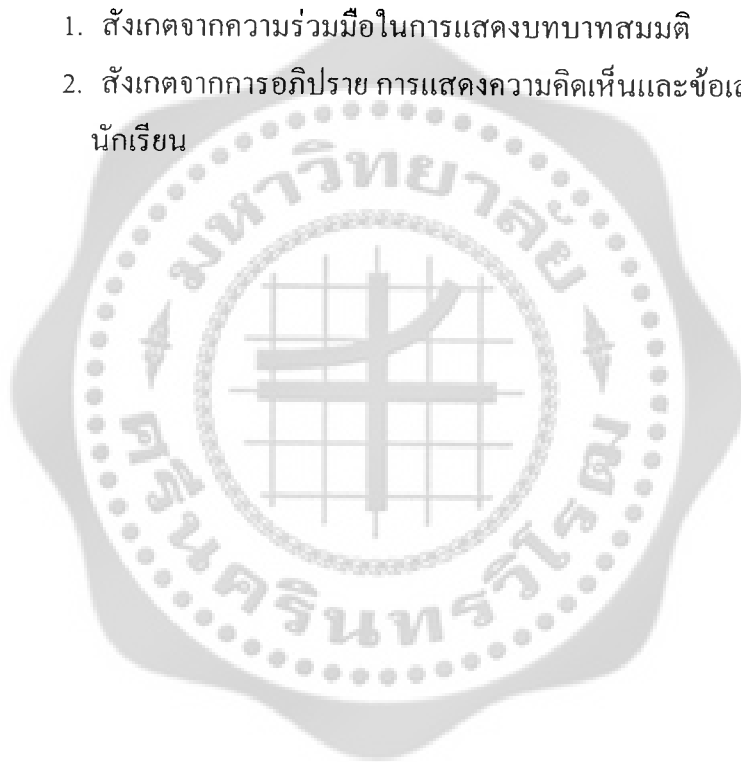 1. สังเกตจากความร่วมมือในการแสดงบทบาทสมมติ
2. สังเกตจากการอภิปราย การแสดงความคิดเห็นและ
นักเรียน
มหาวิทยาลัย
ศรีนครินทรวิโรฒ